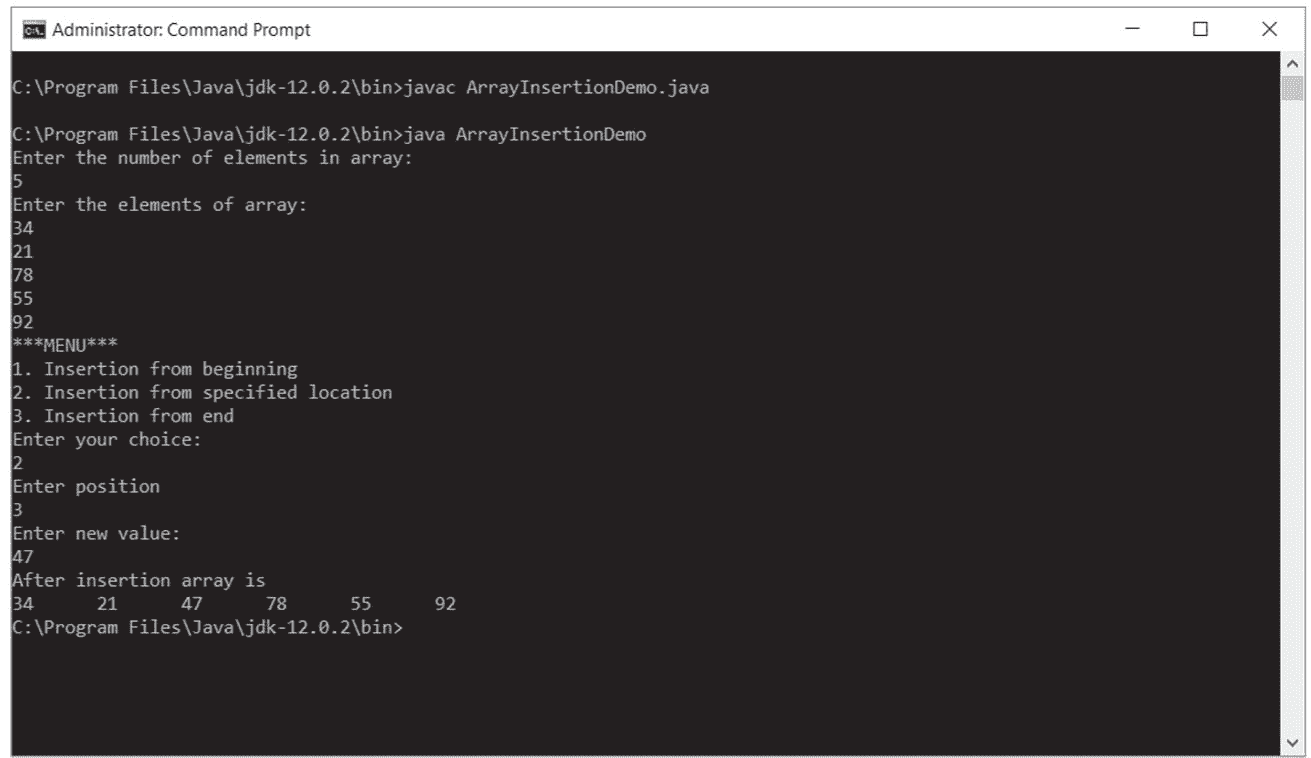 Administrator: Command Prompt
C:\Program Files\Java\jdk-12.0.2\bin>javac ArrayInsertionDemo.java
C:\Program Files\Java\jdk-12.0.2\bin>java ArrayInsertionDemo
Enter the number of elements in array:
5
Enter the elements of array:
34
21
78
55
92
***MENU***
1. Insertion from beginning
2. Insertion from specified location
3. Insertion from end
Enter your choice:
2
Enter position
3
Enter new value:
47
After insertion array is
34 21 47 78 55 92
C:\Program Files\Java\jdk-12.0.2\bin>